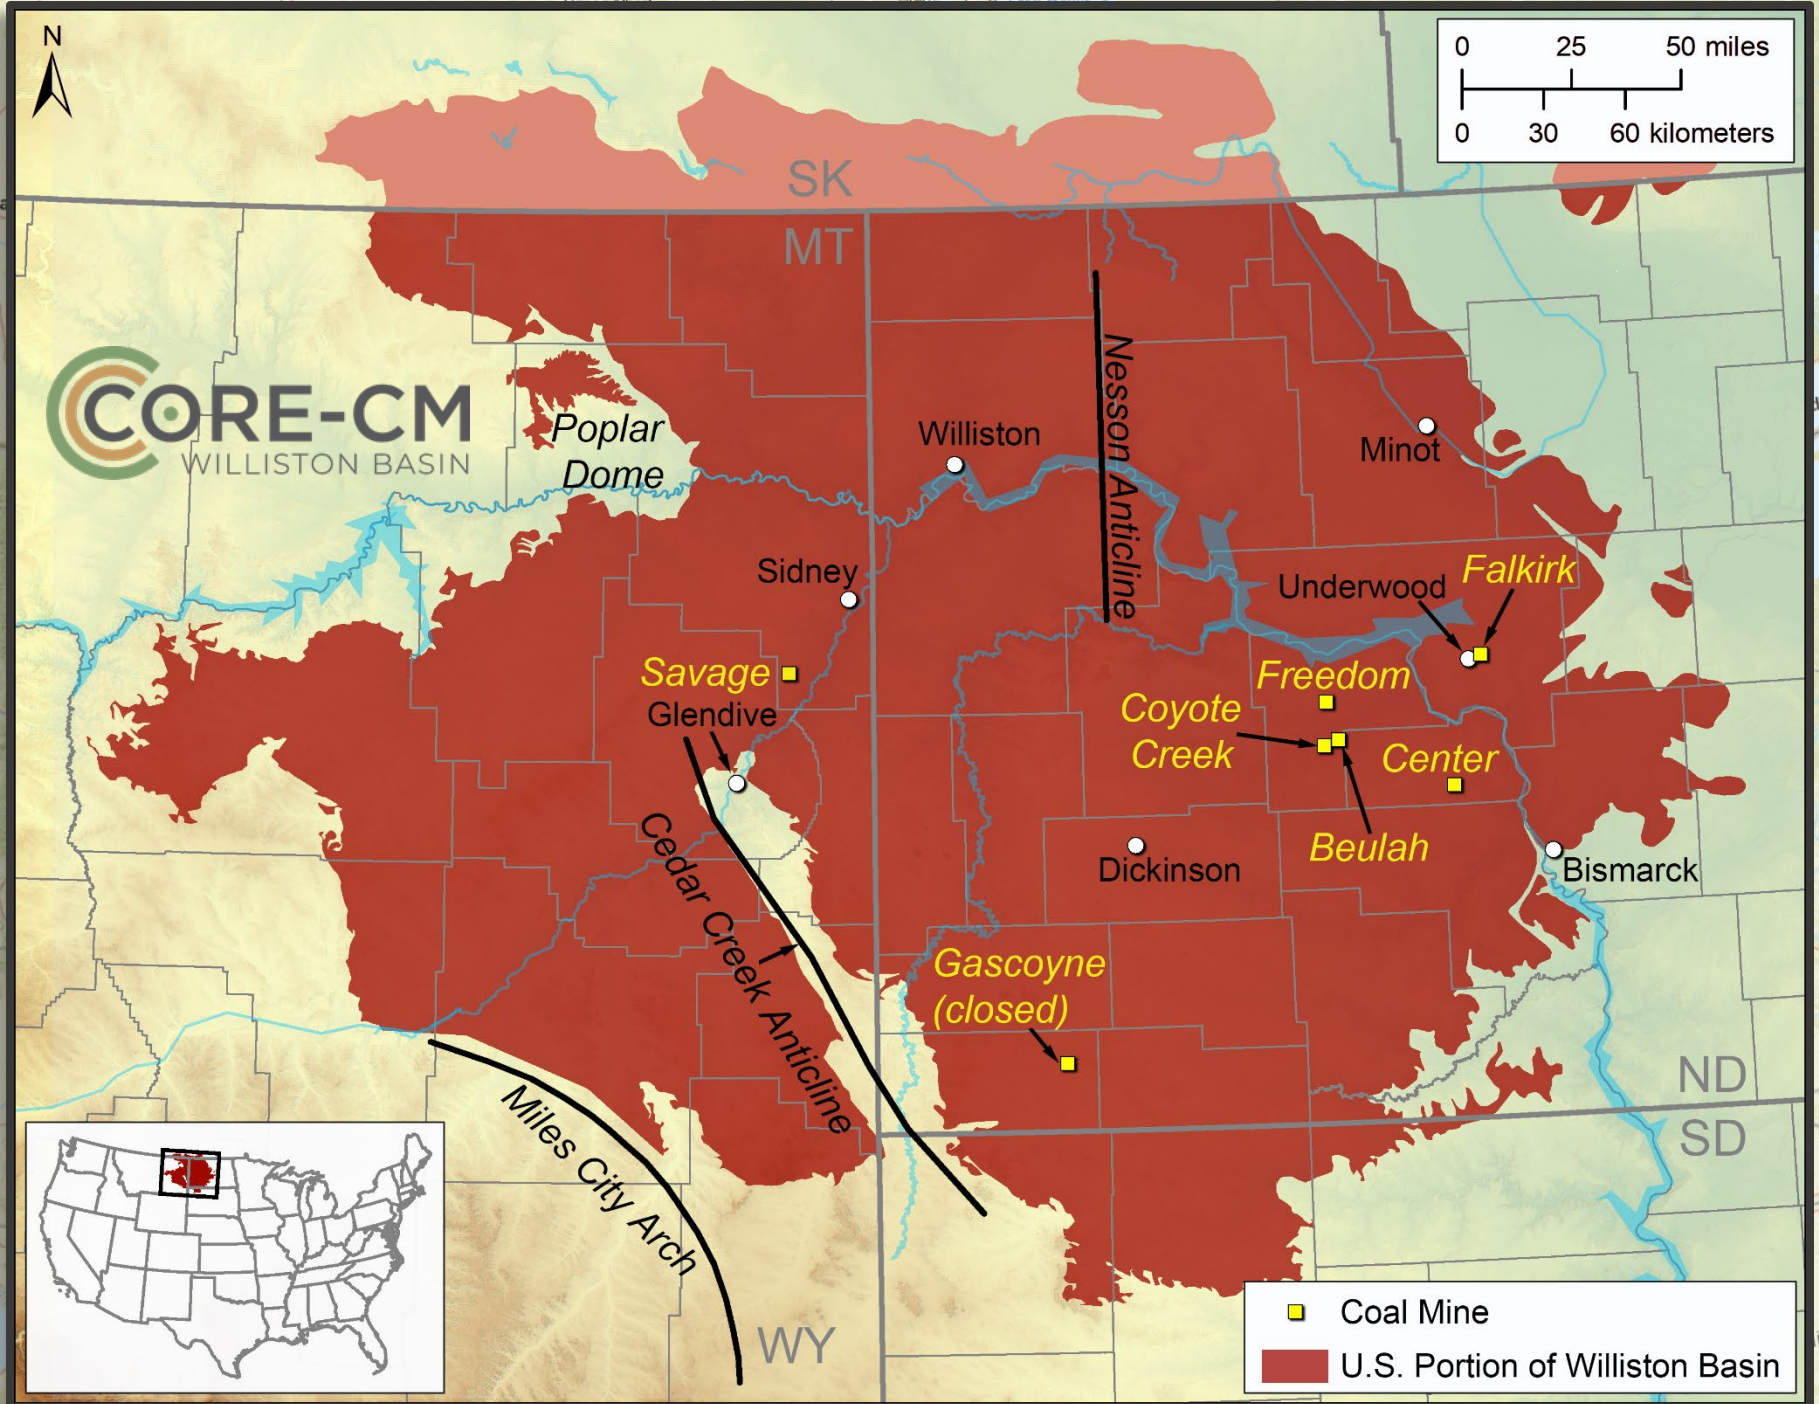 N
0 25 50 miles
0 30 60 kilometers
SK
MT
CORE-CM
WILLISTON BASIN
Poplar
Dome
Williston
Nesson Anticline
Minot
Sidney
Underwood
Falkirk
Savage
Glendive
Freedom
Coyote
Creek
Center
Beulah
Cedar Creek Anticline
Dickinson
Bismarck
Gascoyne
(closed)
Miles City Arch
ND
SD
WY
Coal Mine
U.S. Portion of Williston Basin